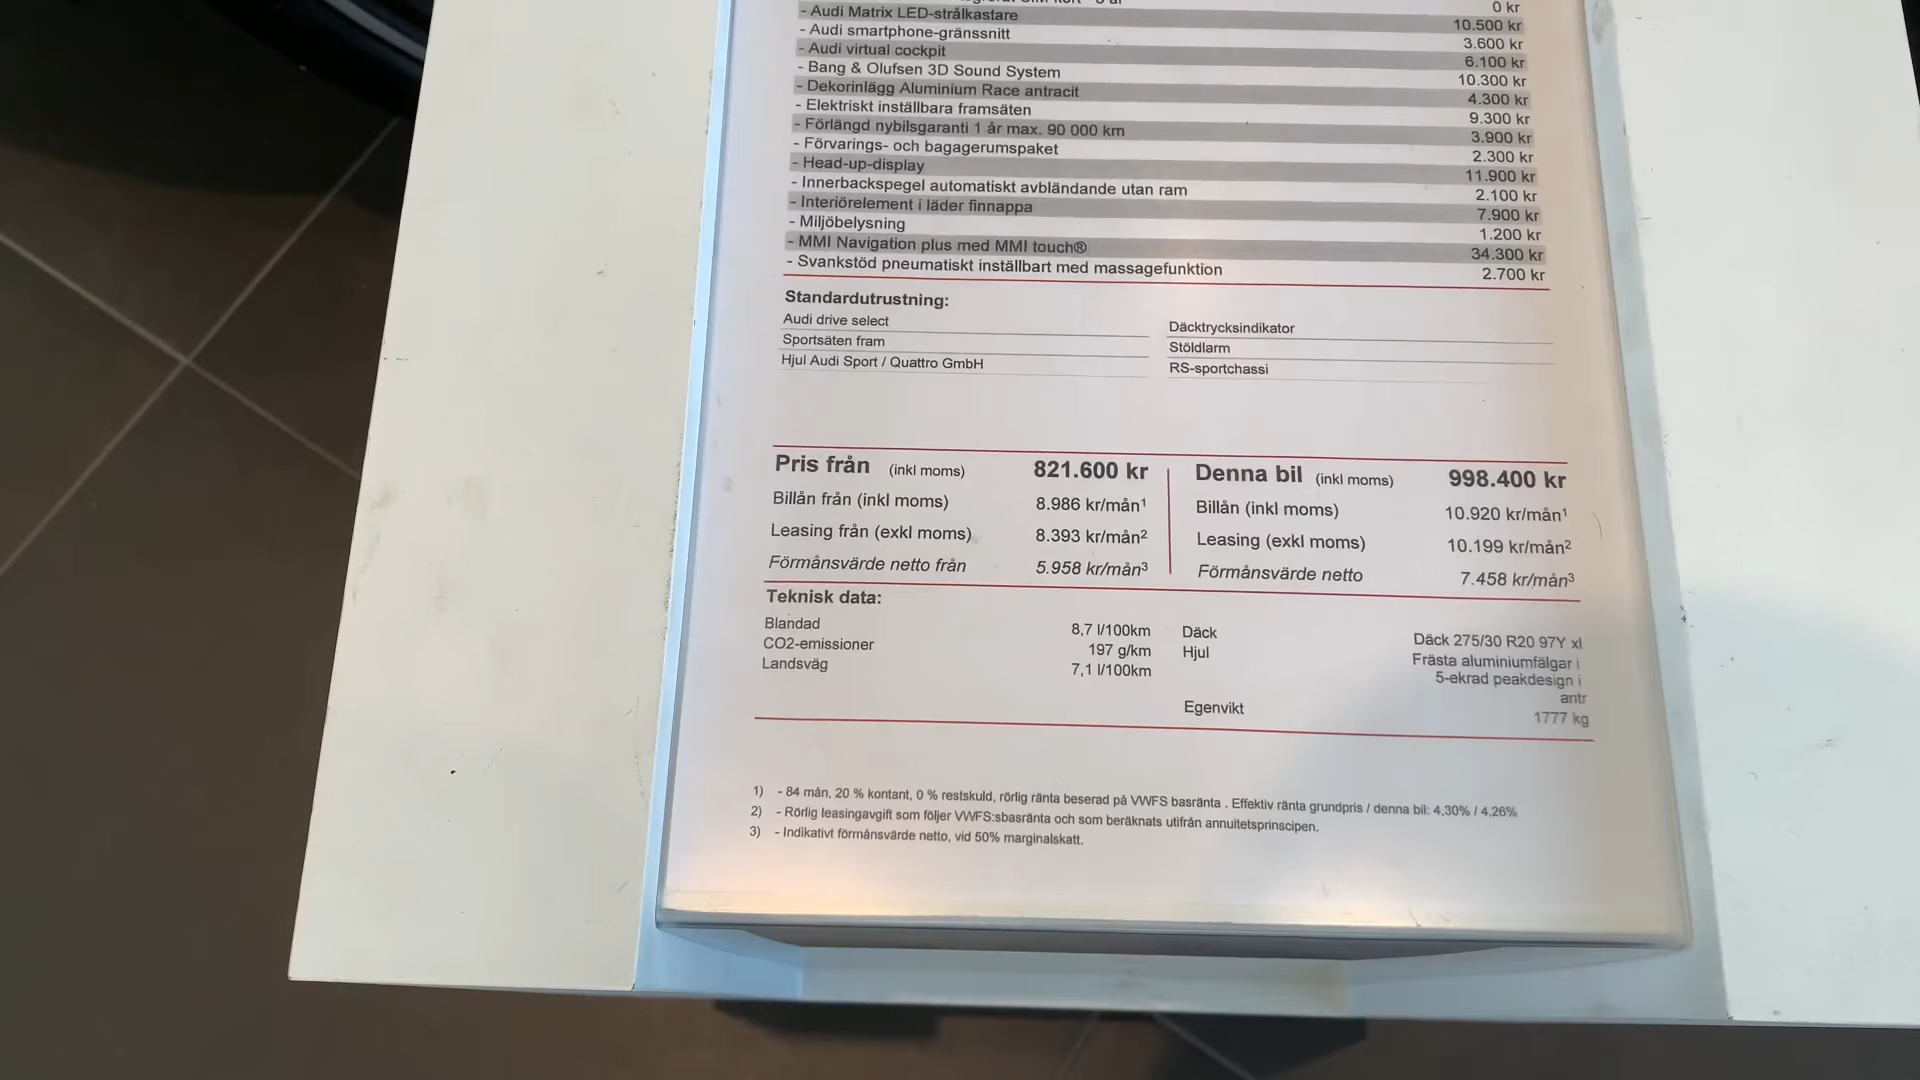 0 kr
- Audi Matrix LED-strålkastare 10.500 kr
- Audi smartphone-gränssnitt 3.600 kr
- Audi virtual cockpit 6.100 kr
- Bang & Olufsen 3D Sound System 10.300 kr
- Dekorinlägg Aluminium Race antracit 4.300 kr
- Elektriskt inställbara framsäten 9.300 kr
- Förlängd nybilsgaranti 1 år max. 90 000 km 3.900 kr
- Förvarings- och bagagerumspaket 2.300 kr
- Head-up-display 11.900 kr
- Innerbackspegel automatiskt avbländande utan ram 2.100 kr
- Interiörelement i läder finnappa 7.900 kr
- Miljöbelysning 1.200 kr
- MMI Navigation plus med MMI touch® 34.300 kr
- Svankstöd pneumatiskt inställbart med massagefunktion 2.700 kr
Standardutrustning:
Audi drive select Däcktrycksindikator
Sportsäten fram Stöldlarm
Hjul Audi Sport / Quattro GmbH RS-sportchassi
Pris från (inkl moms) 821.600 kr Denna bil (inkl moms) 998.400 kr
Billån från (inkl moms) 8.986 kr/mån¹ Billån (inkl moms) 10.920 kr/mån¹
Leasing från (exkl moms) 8.393 kr/mån² Leasing (exkl moms) 10.199 kr/mån²
Förmånsvärde netto från 5.958 kr/mån³ Förmånsvärde netto 7.458 kr/mån³
Teknisk data:
Blandad 8,7 l/100km Däck Däck 275/30 R20 97Y xl
CO2-emissioner 197 g/km Hjul Frästa aluminiumfälgar i
Landsväg 7,1 l/100km 5-ekrad peakdesign i
antr
Egenvikt 1777 kg
1) - 84 mån, 20 % kontant, 0 % restskuld, rörlig ränta beserad på VWFS basränta . Effektiv ränta grundpris / denna bil: 4,30% / 4,26%
2) - Rörlig leasingavgift som följer VWFS:sbasränta och som beräknats utifrån annuitetsprinscipen.
3) - Indikativt förmånsvärde netto, vid 50% marginalskatt.